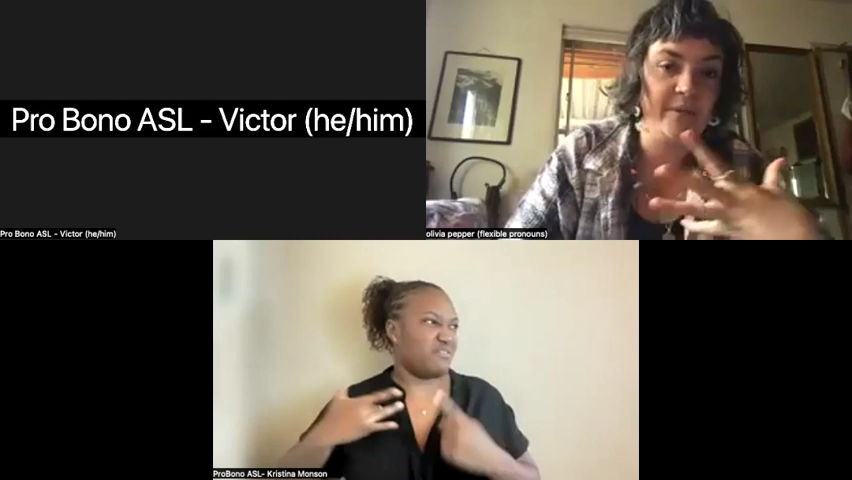 Pro Bono ASL - Victor (he/him)
Pro Bono ASL - Victor (he/him)
olivia pepper (flexible pronouns)
ProBono ASL- Kristina Monson